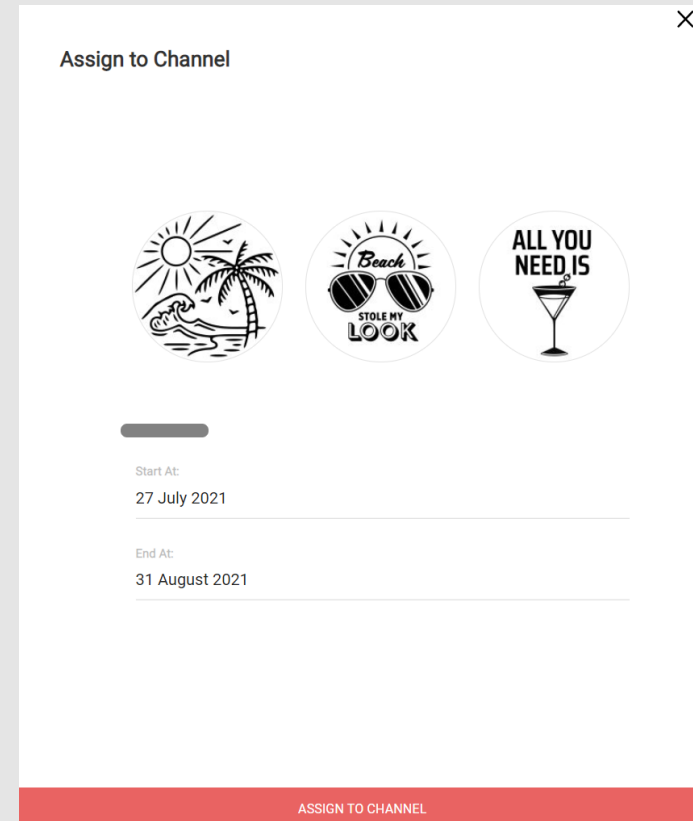 Assign to Channel
Beach
STOLE MY
LOOK
ALL YOU
NEED IS
Start At:
27 July 2021
End At:
31 August 2021
ASSIGN TO CHANNEL